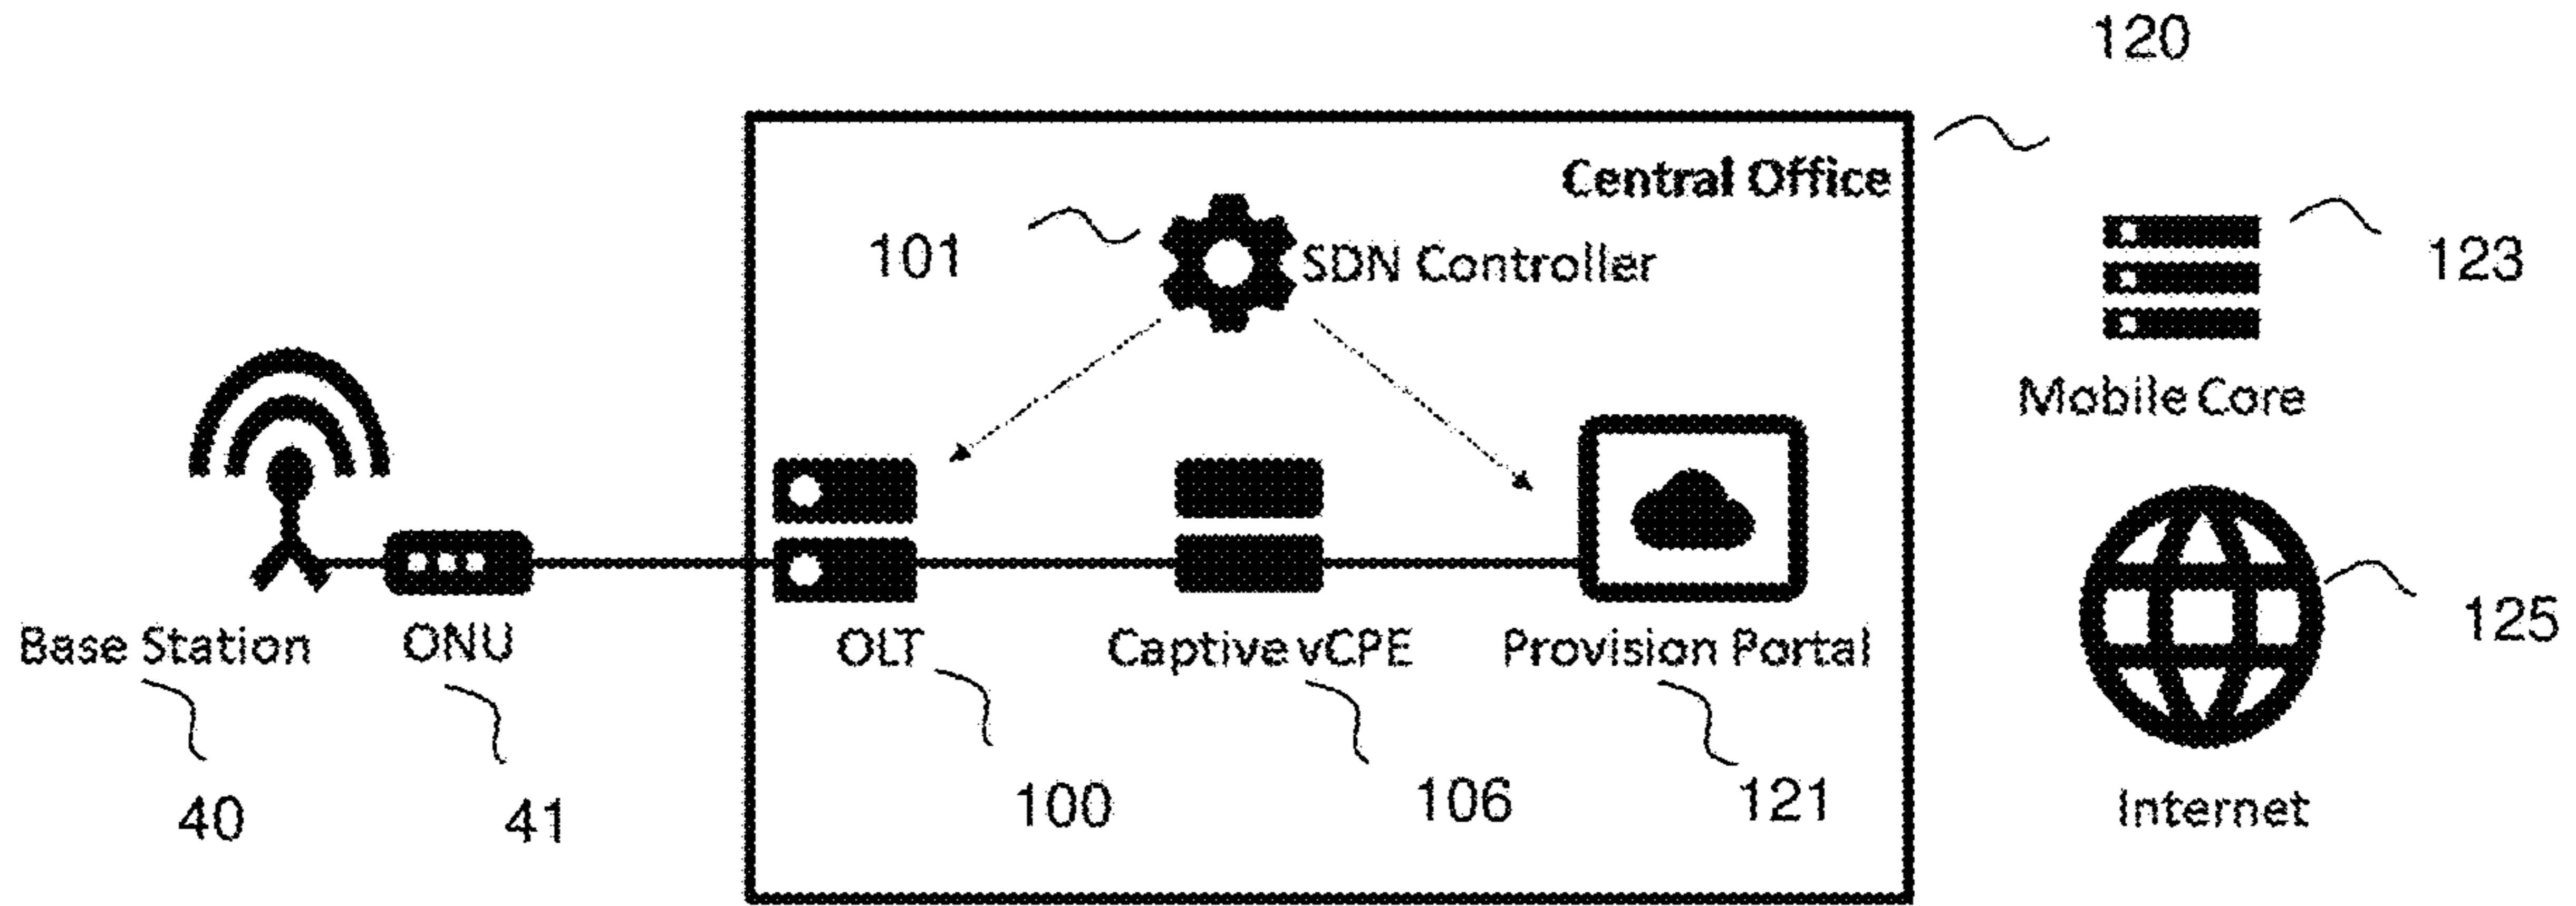 120
Central Office
101
SDN Controller
123
Mobile Core
Base Station
ONU
OLT
Captive vCPE
Provision Portal
125
40
41
100
106
121
Internet